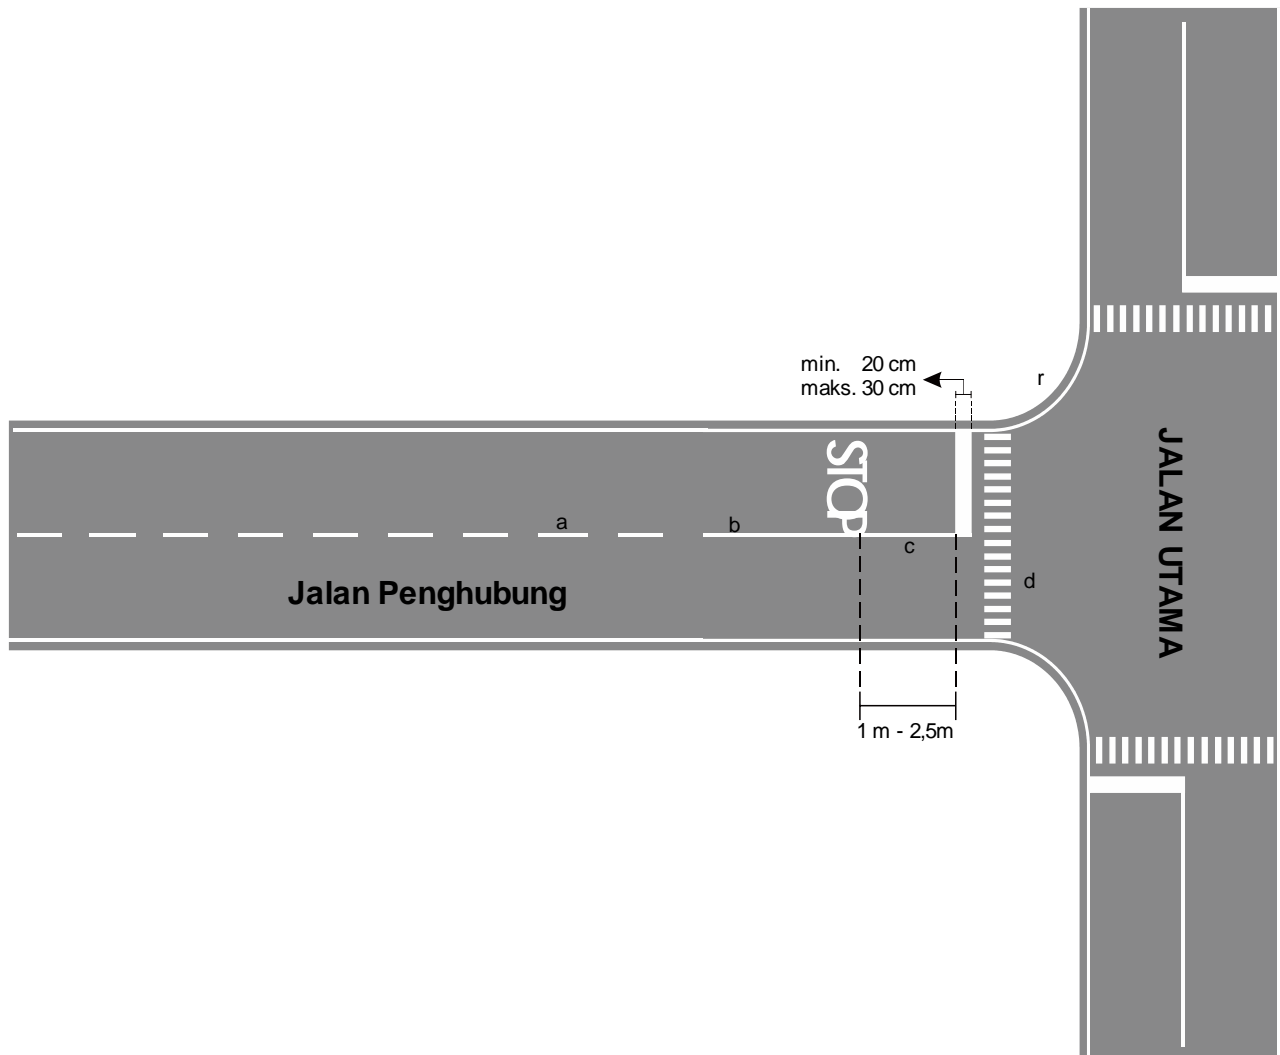 min. 20 cm
maks. 30 cm
r
STOP
a
b
c
d
Jalan Penghubung
JALAN UTAMA
1 m - 2,5m